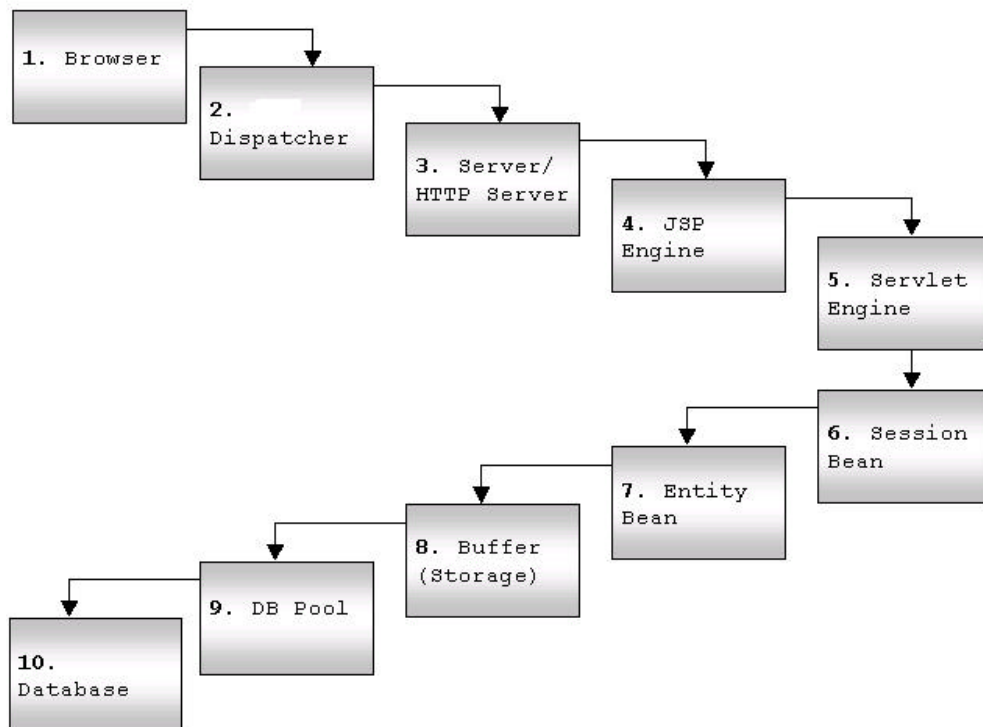 1. Browser
2.
Dispatcher
3. Server/
HTTP Server
4. JSP
Engine
5. Servlet
Engine
6. Session
Bean
7. Entity
Bean
8. Buffer
(Storage)
9. DB Pool
10.
Database